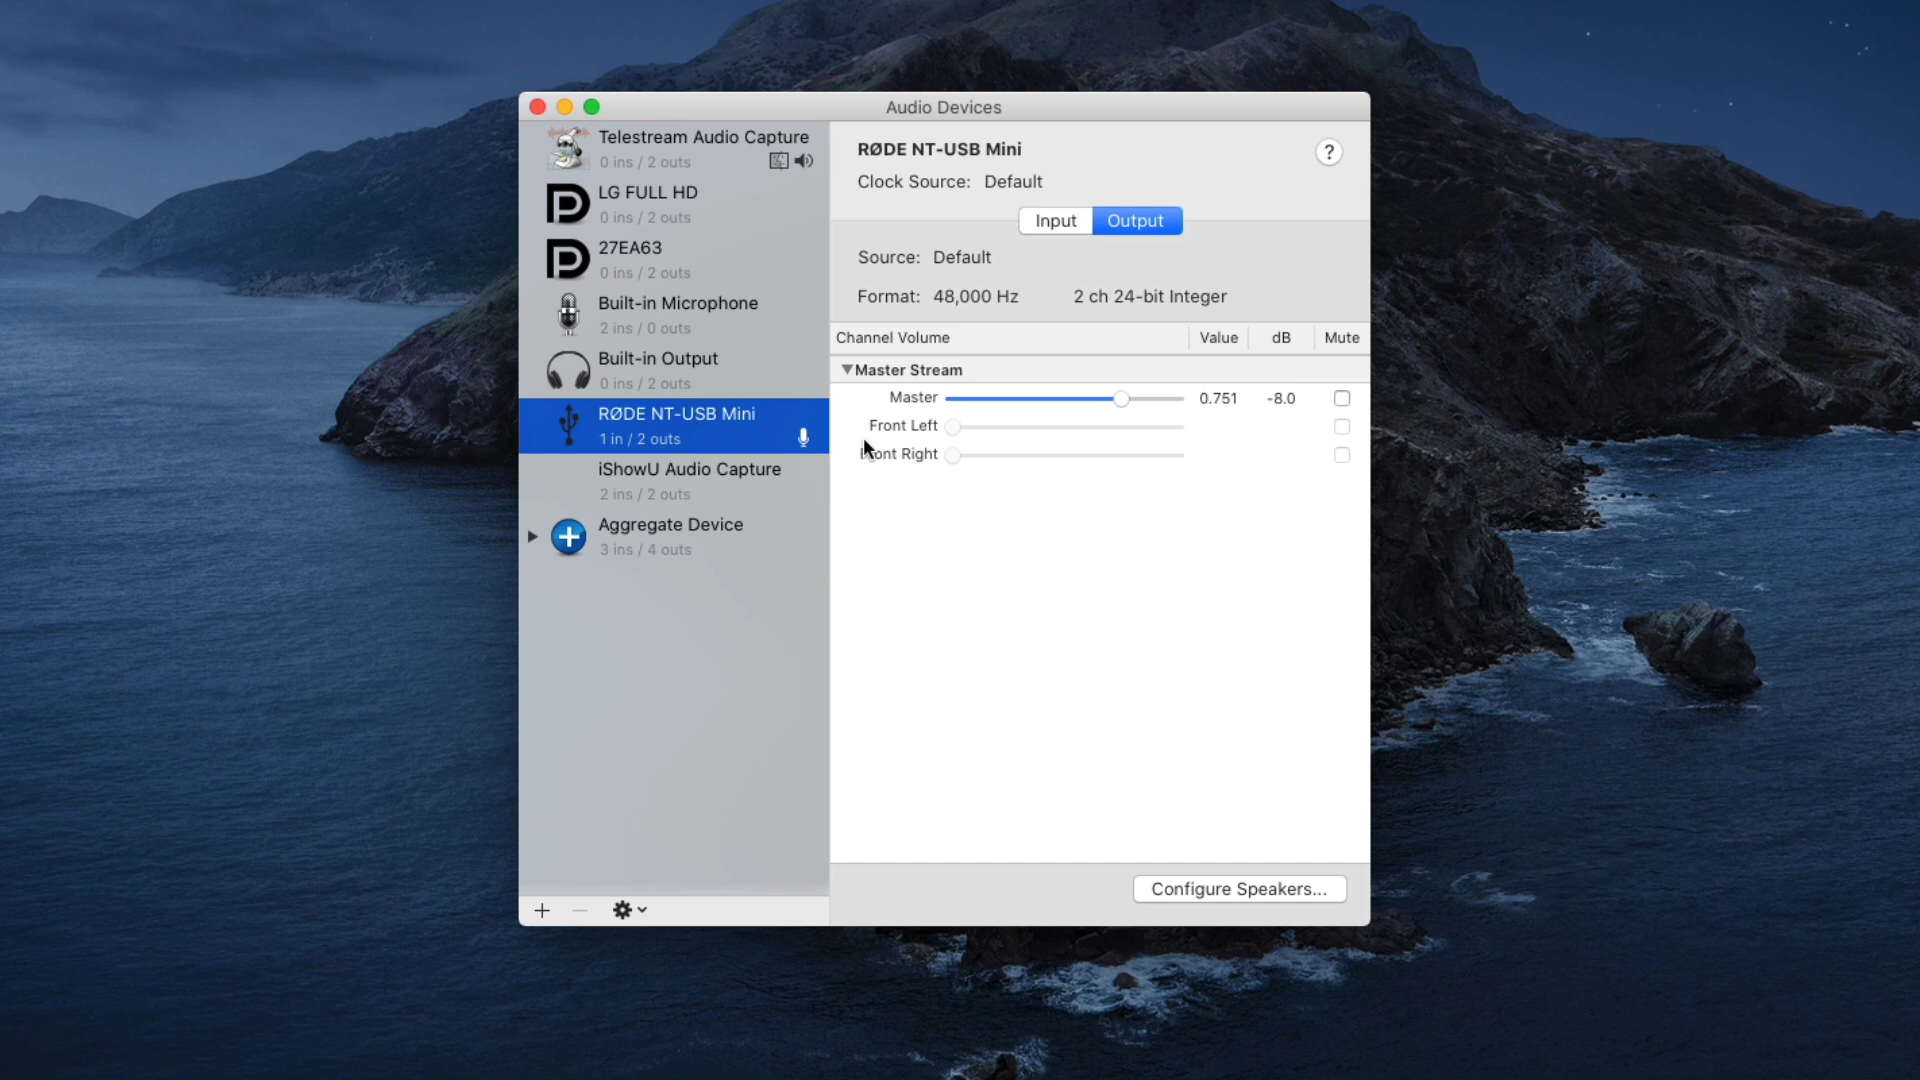 Audio Devices
Telestream Audio Capture
0 ins / 2 outs
LG FULL HD
0 ins / 2 outs
27EA63
0 ins / 2 outs
Built-in Microphone
2 ins / 0 outs
Built-in Output
0 ins / 2 outs
RØDE NT-USB Mini
1 in / 2 outs
iShowU Audio Capture
2 ins / 2 outs
Aggregate Device
3 ins / 4 outs
RØDE NT-USB Mini
?
Clock Source: Default
Input Output
Source: Default
Format: 48,000 Hz 2 ch 24-bit Integer
Channel Volume Value dB Mute
Master Stream
Master 0.751 -8.0
Front Left
Right
Configure Speakers...